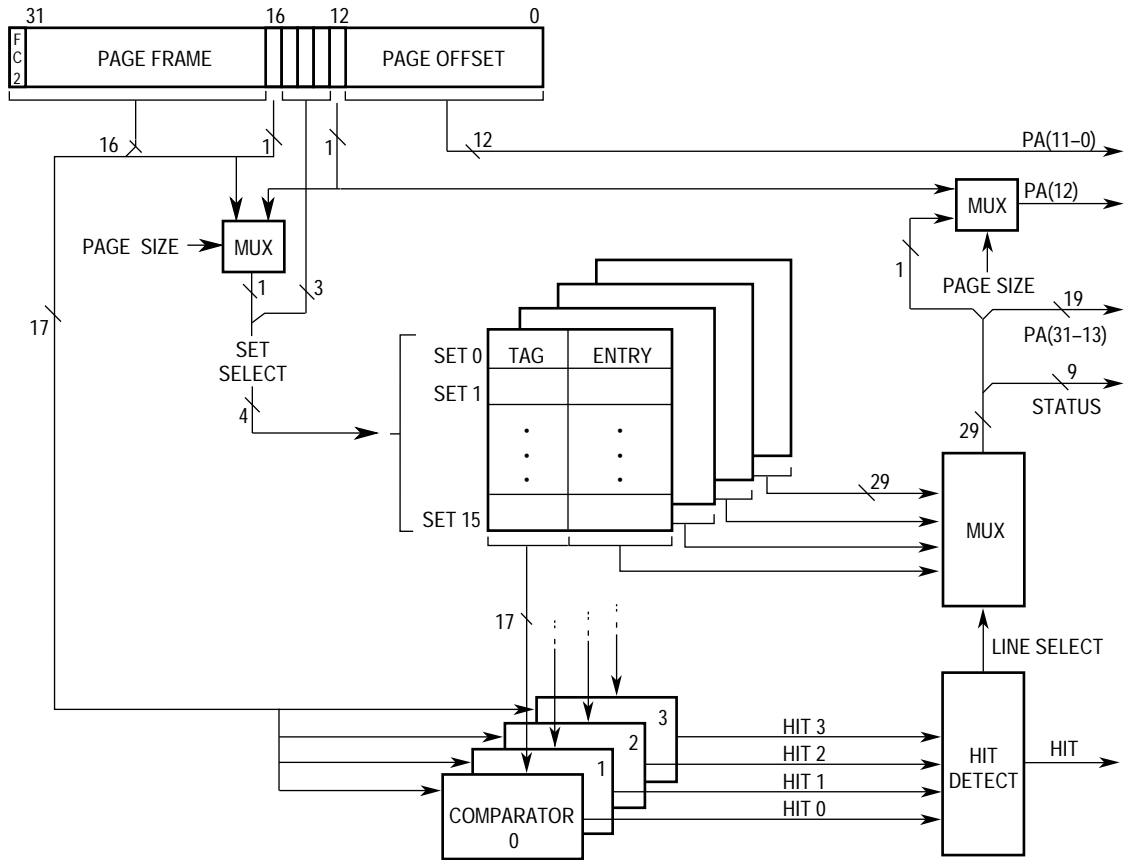 31 16 12 0
F C 2 PAGE FRAME PAGE OFFSET
16 1 1 12 PA(11–0)
MUX PA(12)
PAGE SIZE MUX
1 PAGE SIZE
1 3 19
17 PA(31–13)
SET SELECT
SET 0 TAG ENTRY
9
SET 1 STATUS
4
29
29
SET 15
MUX
17
LINE SELECT
3 HIT 3
2 HIT 2
HIT DETECT HIT
1 HIT 1
COMPARATOR 0 HIT 0